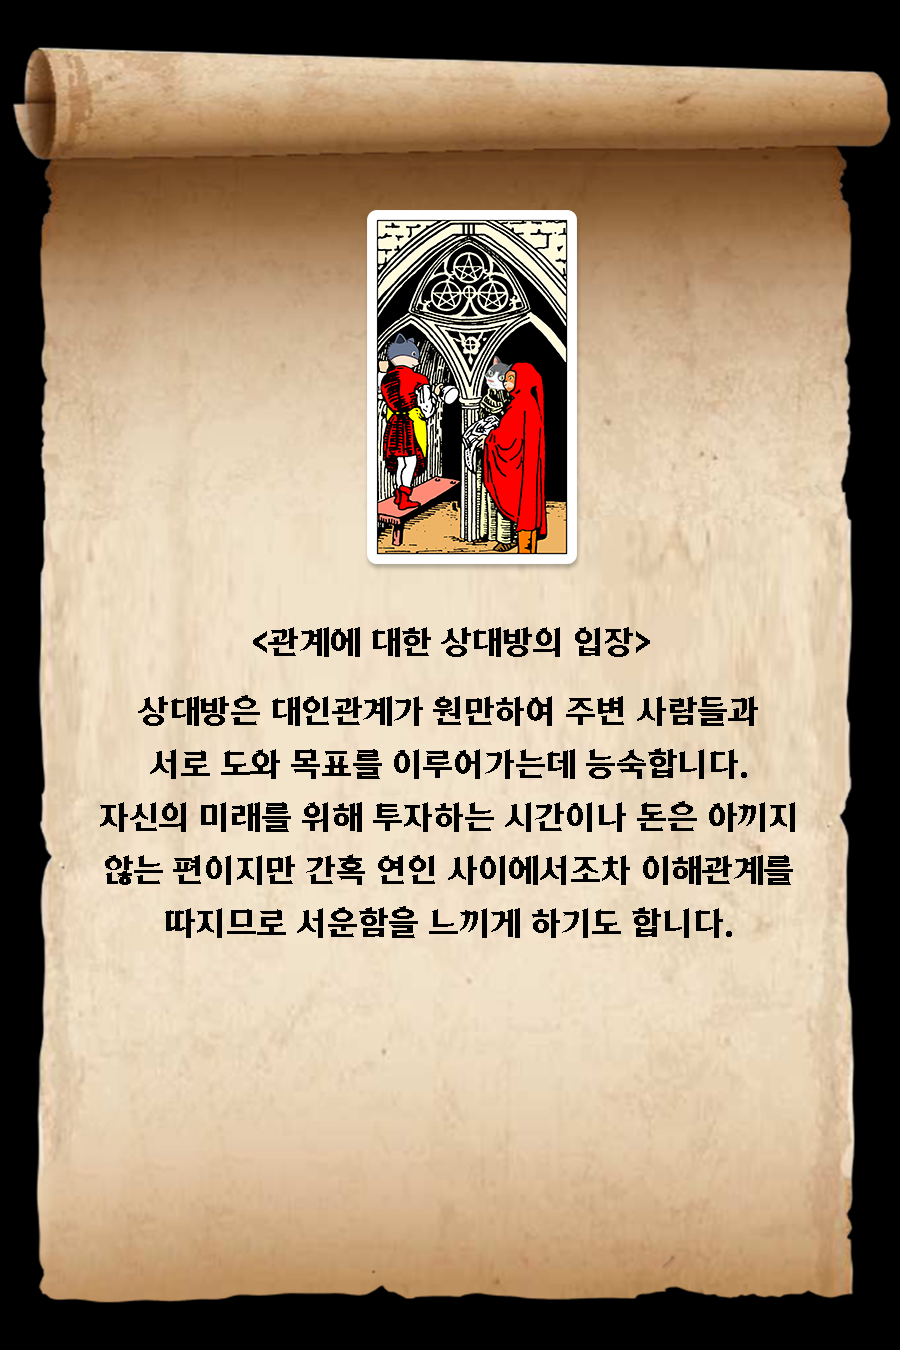 <관계에 대한 상대방의 입장>
상대방은 대인관계가 원만하여 주변 사람들과
서로 도와 목표를 이루어가는데 능숙합니다.
자신의 미래를 위해 투자하는 시간이나 돈은 아끼지
않는 편이지만 간혹 연인 사이에서조차 이해관계를
따지므로 서운함을 느끼게 하기도 합니다.